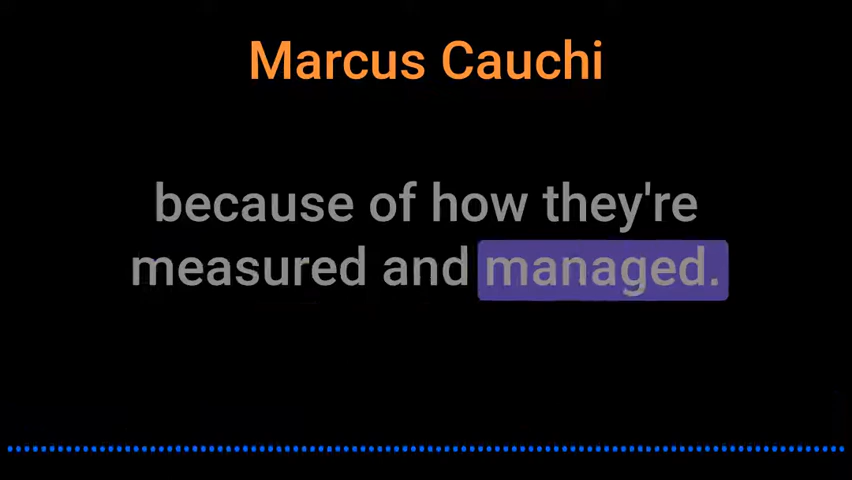 Marcus Cauchi
because of how they're
measured and managed.